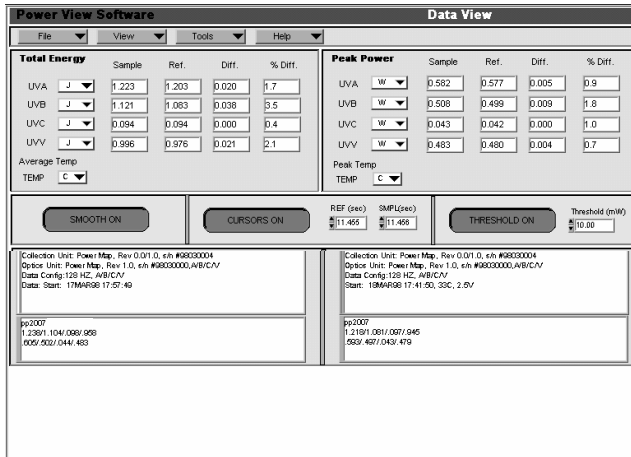 Power View Software Data View
File View Tools Help
Total Energy Sample Ref. Diff. % Diff.
UVA J 1.223 1.203 0.020 1.7
UVB J 1.121 1.083 0.038 3.5
UVC J 0.094 0.094 0.000 0.4
UVV J 0.996 0.976 0.021 2.1
Average Temp
TEMP C
Peak Power Sample Ref. Diff. % Diff.
UVA W 0.582 0.577 0.005 0.9
UVB W 0.508 0.499 0.009 1.8
UVC W 0.043 0.042 0.000 1.0
UVV W 0.483 0.480 0.004 0.7
Peak Temp
TEMP C
SMOOTH ON
CURSORS ON
REF (sec) SMPL(sec)
11.455 11.456
THRESHOLD ON
Threshold (mW)
10.00
Collection Unit: Power Map, Rev 0.0/1.0, s/n #98030004
Optics Unit: Power Map, Rev 1.0, s/n #98030000,A/B/C/V
Data Config:128 HZ, A/B/C/V
Data: Start: 17MAR98 17:57:49
pp2007
1.238/1.104/.098/.958
.605/.502/.044/.483
Collection Unit: Power Map, Rev 0.0/1.0, s/n #98030004
Optics Unit: Power Map, Rev 1.0, s/n #98030000,A/B/C/V
Data Config:128 HZ, A/B/C/V
Start: 18MAR98 17:41:50, 33C, 2.5V
pp2007
1.218/1.081/.097/.945
.593/.497/.043/.479